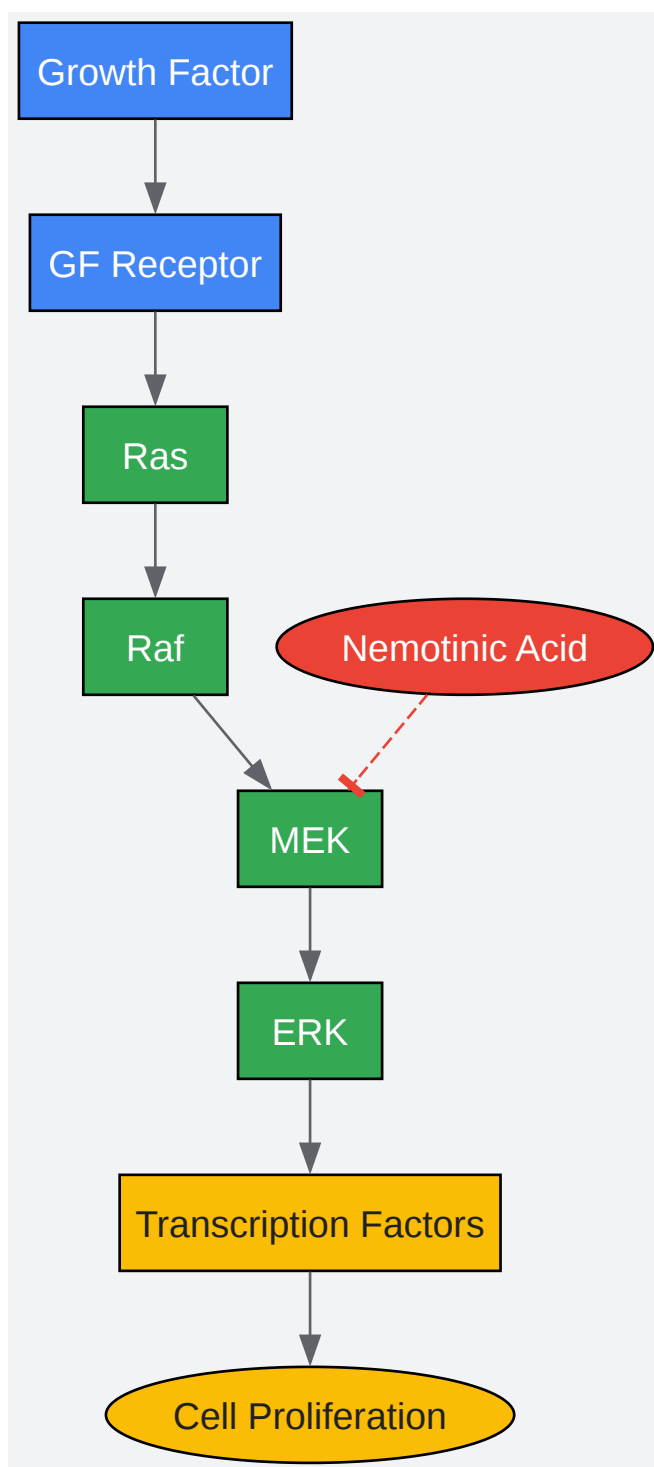 Growth Factor
GF Receptor
Ras
Raf
Nemotinic Acid
MEK
ERK
Transcription Factors
Cell Proliferation